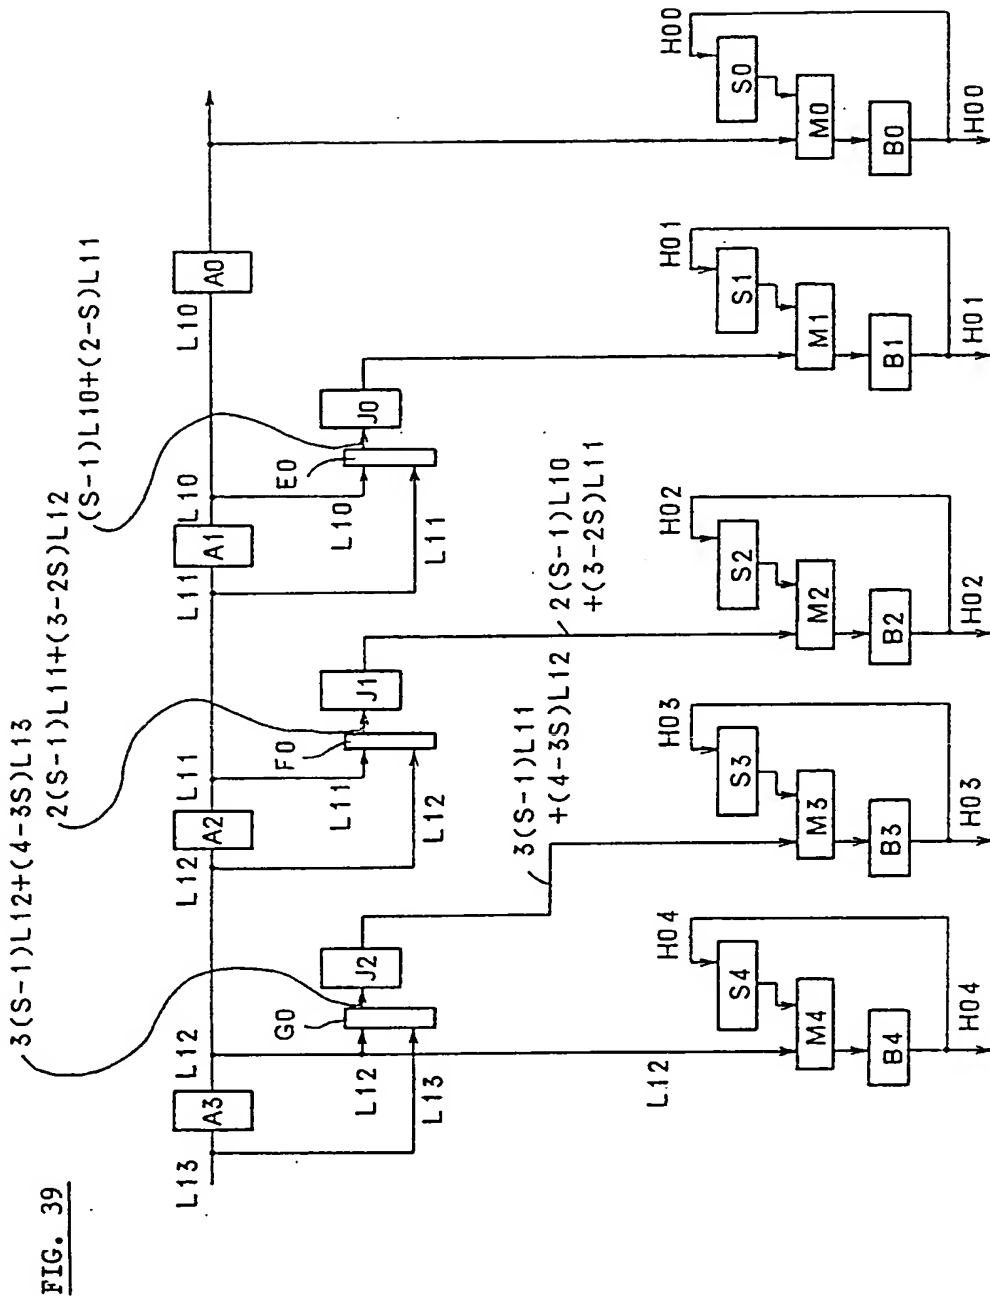 FIG. 39
3(S-1)L12+(4-3S)L13
2(S-1)L11+(3-2S)L12
(S-1)L10+(2-S)L11
L13
A3
L12
L12
A2
L11
L11
A1
L10
L10
A0
G0
J2
L12
L13
F0
J1
L11
L12
E0
J0
L10
L11
L12
3(S-1)L11
+(4-3S)L12
2(S-1)L10
+(3-2S)L11
H04
S4
M4
B4
H04
H03
S3
M3
B3
H03
H02
S2
M2
B2
H02
H01
S1
M1
B1
H01
H00
S0
M0
B0
H00